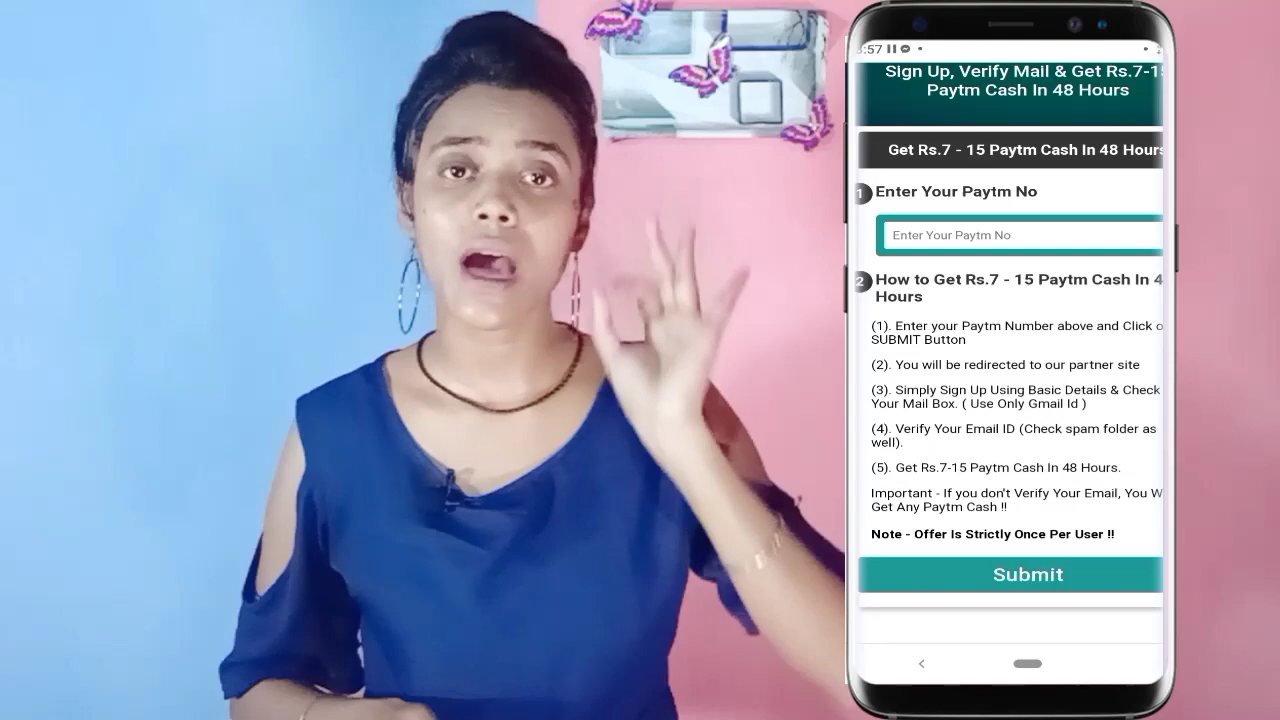 :57
Sign Up, Verify Mail & Get Rs.7-15
Paytm Cash In 48 Hours
Get Rs.7 - 15 Paytm Cash In 48 Hours
1 Enter Your Paytm No
Enter Your Paytm No
2 How to Get Rs.7 - 15 Paytm Cash In 4
Hours
(1). Enter your Paytm Number above and Click o
SUBMIT Button
(2). You will be redirected to our partner site
(3). Simply Sign Up Using Basic Details & Check
Your Mail Box. ( Use Only Gmail Id )
(4). Verify Your Email ID (Check spam folder as
well).
(5). Get Rs.7-15 Paytm Cash In 48 Hours.
Important - If you don't Verify Your Email, You W
Get Any Paytm Cash !!
Note - Offer Is Strictly Once Per User !!
Submit